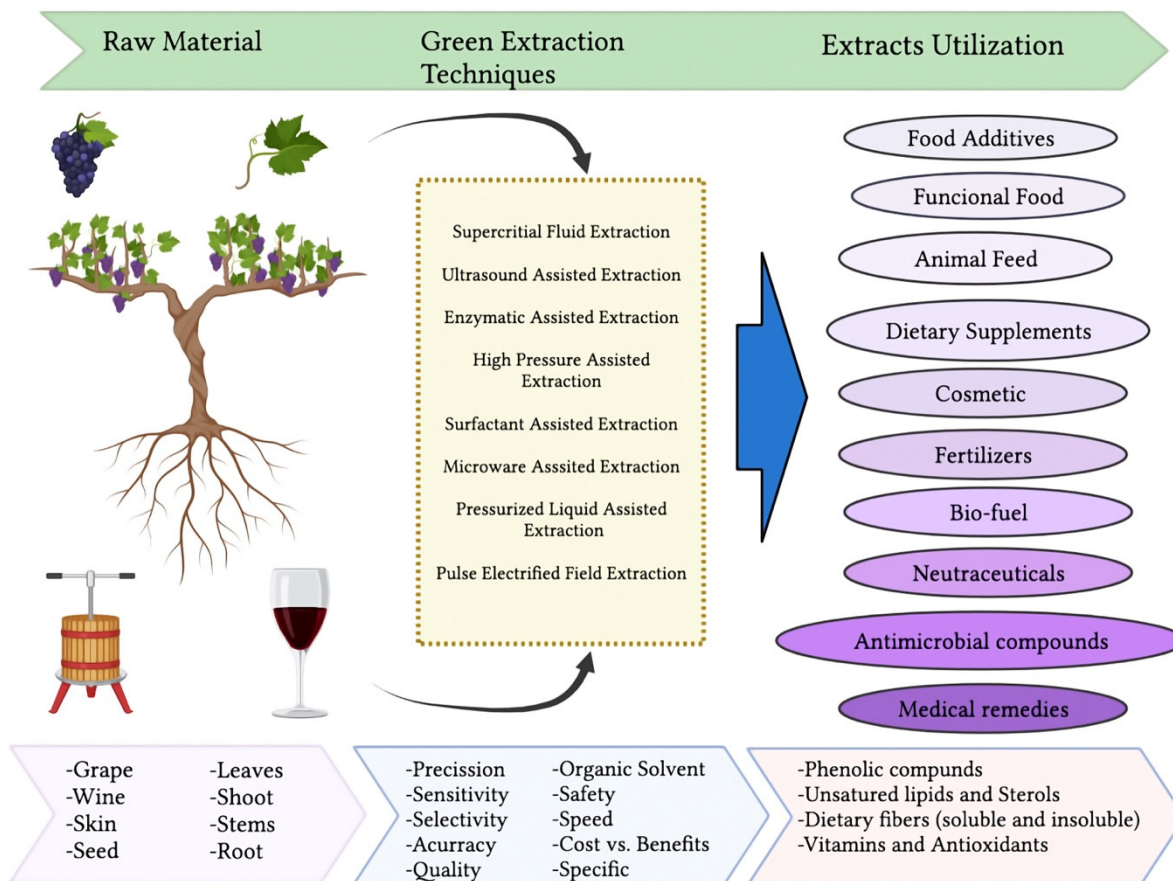 Raw Material
Green Extraction
Techniques
Extracts Utilization
Supercritial Fluid Extraction
Ultrasound Assisted Extraction
Enzymatic Assisted Extraction
High Pressure Assisted
Extraction
Surfactant Assisted Extraction
Microware Asssited Extraction
Pressurized Liquid Assisted
Extraction
Pulse Electrified Field Extraction
Food Additives
Funcional Food
Animal Feed
Dietary Supplements
Cosmetic
Fertilizers
Bio-fuel
Neutraceuticals
Antimicrobial compounds
Medical remedies
-Grape
-Wine
-Skin
-Seed
-Leaves
-Shoot
-Stems
-Root
-Precission
-Sensitivity
-Selectivity
-Acurracy
-Quality
-Organic Solvent
-Safety
-Speed
-Cost vs. Benefits
-Specific
-Phenolic compunds
-Unsatured lipids and Sterols
-Dietary fibers (soluble and insoluble)
-Vitamins and Antioxidants